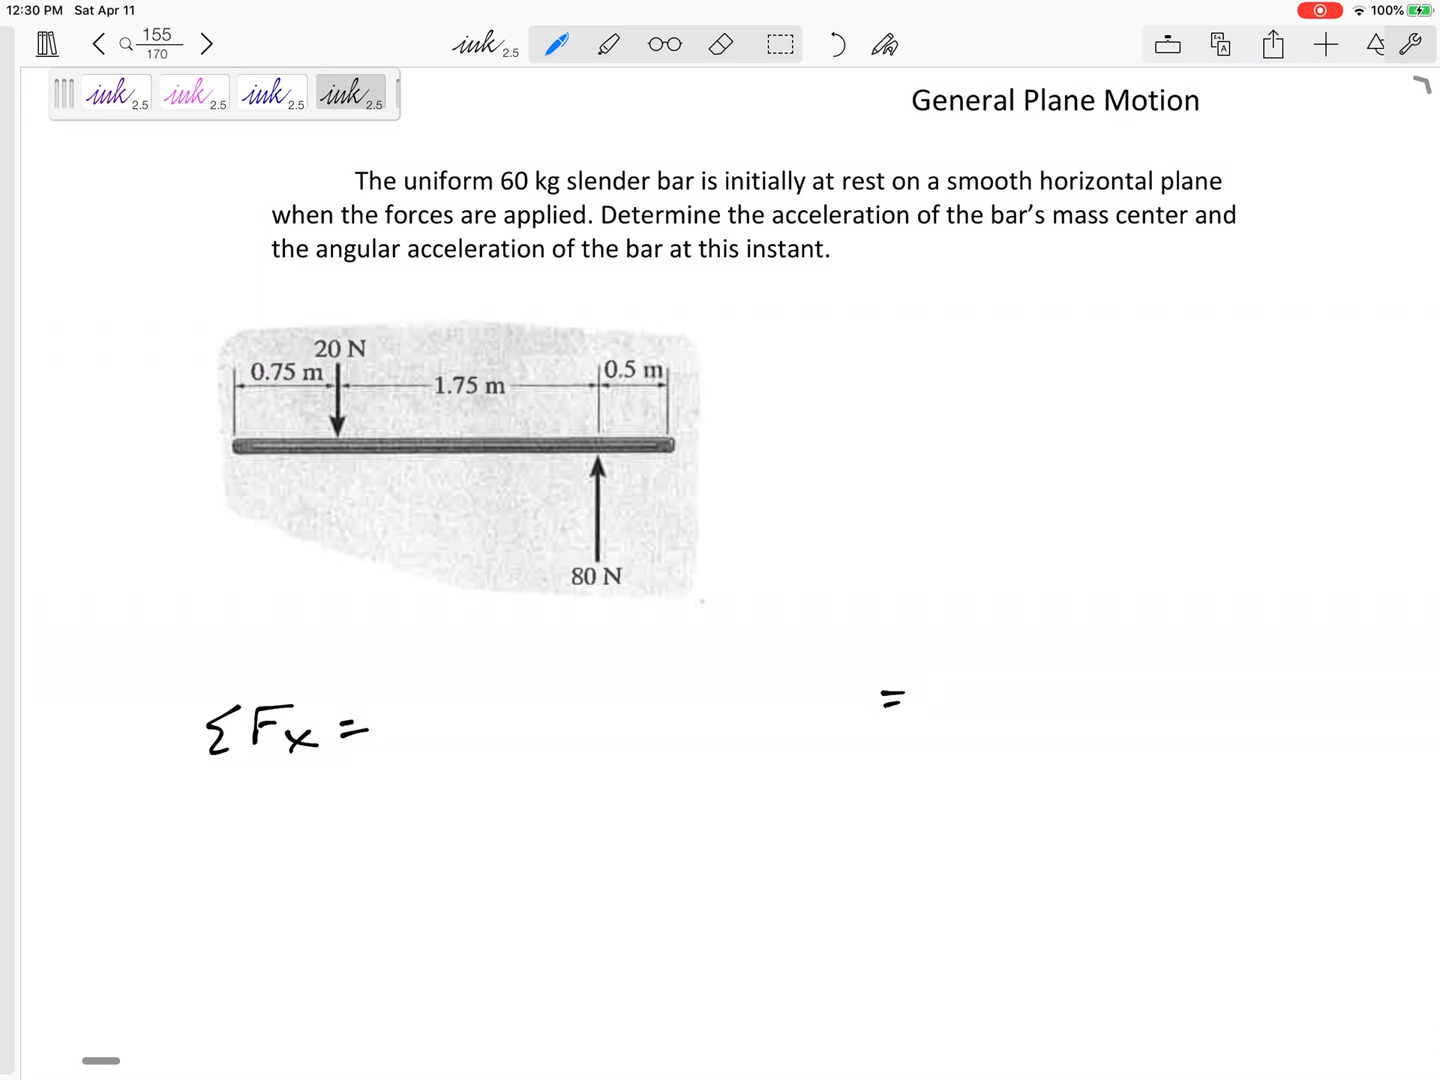 12:30 PM Sat Apr 11 100%
155
170
ink 2.5
ink 2.5 ink 2.5 ink 2.5 ink 2.5
General Plane Motion
The uniform 60 kg slender bar is initially at rest on a smooth horizontal plane
when the forces are applied. Determine the acceleration of the bar’s mass center and
the angular acceleration of the bar at this instant.
20 N
0.75 m 1.75 m 0.5 m
80 N
=
ΣFx =